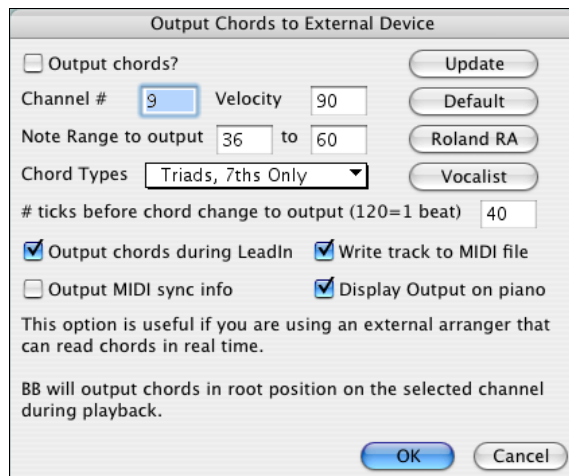 Output Chords to External Device
Output chords? Update
Channel # 9 Velocity 90 Default
Note Range to output 36 to 60 Roland RA
Chord Types Triads, 7ths Only Vocalist
# ticks before chord change to output (120=1 beat) 40
Output chords during LeadIn Write track to MIDI file
Output MIDI sync info Display Output on piano
This option is useful if you are using an external arranger that
can read chords in real time.
BB will output chords in root position on the selected channel
during playback.
OK Cancel